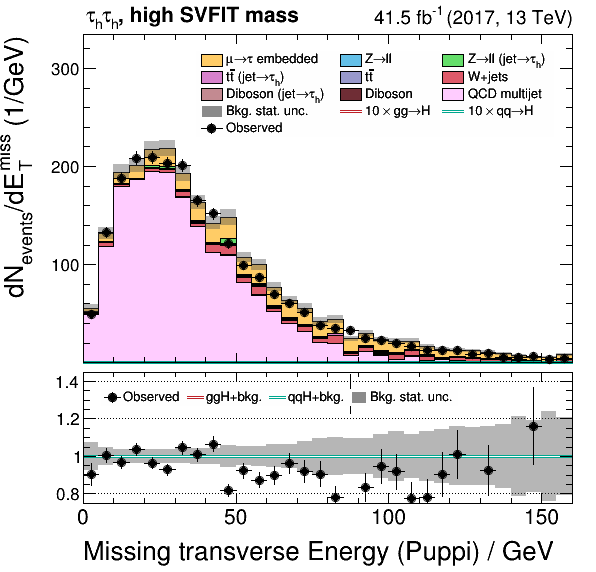 τhτh, high SVFIT mass 41.5 fb⁻¹ (2017, 13 TeV)
dNevents/dETmiss (1/GeV)
300
200
100
μ→τ embedded Z→ll Z→ll (jet→τh)
tt̄ (jet→τh) tt̄ W+jets
Diboson (jet→τh) Diboson QCD multijet
Bkg. stat. unc. 10×gg→H 10×qq→H
Observed
1.4
1.2
1
0.8
Observed ggH+bkg. qqH+bkg. Bkg. stat. unc.
0 50 100 150
Missing transverse Energy (Puppi) / GeV